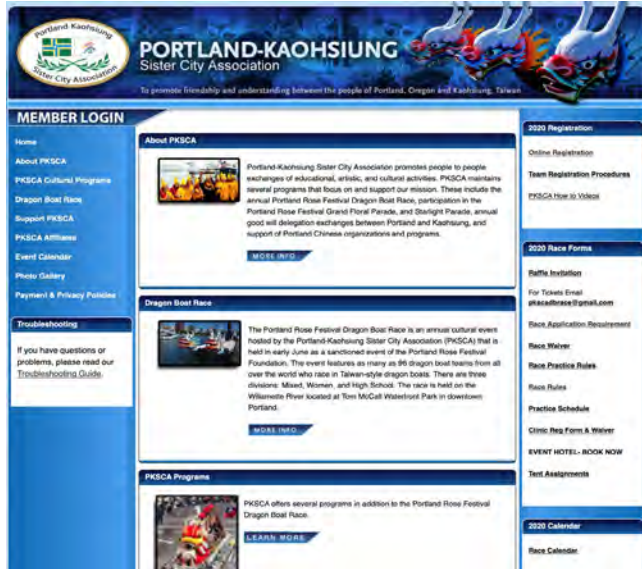 Portland Kaohsiung
Sister City Association
PORTLAND-KAOHSIUNG
Sister City Association
To promote friendship and understanding between the people of Portland, Oregon and Kaohsiung, Taiwan
MEMBER LOGIN
Home
About PKSCA
PKSCA Cultural Programs
Dragon Boat Race
Support PKSCA
PKSCA Affiliates
Event Calendar
Photo Gallery
Payment & Privacy Policies
Troubleshooting
If you have questions or
problems, please read our
Troubleshooting Guide.
About PKSCA
Portland-Kaohsiung Sister City Association promotes people to people
exchanges of educational, artistic, and cultural activities. PKSCA maintains
several programs that focus on and support our mission. These include the
annual Portland Rose Festival Dragon Boat Race, participation in the
Portland Rose Festival Grand Floral Parade, and Starlight Parade, annual
good will delegation exchanges between Portland and Kaohsiung, and
support of Portland Chinese organizations and programs.
MORE INFO
Dragon Boat Race
The Portland Rose Festival Dragon Boat Race is an annual cultural event
hosted by the Portland-Kaohsiung Sister City Association (PKSCA) that is
held in early June as a sanctioned event of the Portland Rose Festival
Foundation. The event features as many as 96 dragon boat teams from all
over the world who race in Taiwan-style dragon boats. There are three
divisions: Mixed, Women, and High School. The race is held on the
Willamette River located at Tom McCall Waterfront Park in downtown
Portland.
MORE INFO
PKSCA Programs
PKSCA offers several programs in addition to the Portland Rose Festival
Dragon Boat Race.
LEARN MORE
2020 Registration
Online Registration
Team Registration Procedures
PKSCA How to Videos
2020 Race Forms
Raffle Invitation
For Tickets Email
pkacadbrace@gmail.com
Race Application Requirement
Race Waiver
Race Practice Rules
Race Rules
Practice Schedule
Clinic Reg Form & Waiver
EVENT HOTEL- BOOK NOW
Tent Assignments
2020 Calendar
Race Calendar